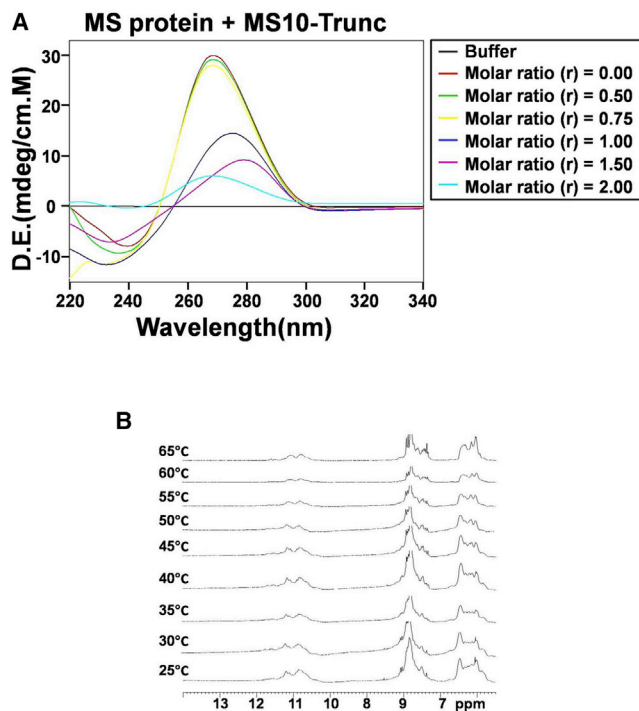 A
MS protein + MS10-Trunc
D.E.(mdeg/cm.M)
30
20
10
0
-10
220 240 260 280 300 320 340
Wavelength(nm)
Buffer
Molar ratio (r) = 0.00
Molar ratio (r) = 0.50
Molar ratio (r) = 0.75
Molar ratio (r) = 1.00
Molar ratio (r) = 1.50
Molar ratio (r) = 2.00
B
65°C
60°C
55°C
50°C
45°C
40°C
35°C
30°C
25°C
13 12 11 10 9 8 7 ppm